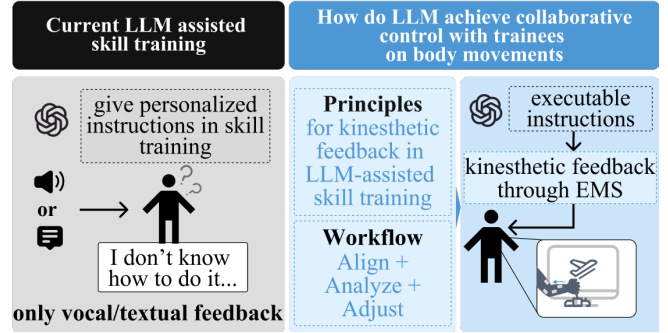 Current LLM assisted
skill training
How do LLM achieve collaborative
control with trainees
on body movements
give personalized
instructions in skill
training
or
??
I don't know
how to do it...
only vocal/textual feedback
Principles
for kinesthetic
feedback in
LLM-assisted
skill training
Workflow
Align +
Analyze +
Adjust
executable
instructions
kinesthetic feedback
through EMS